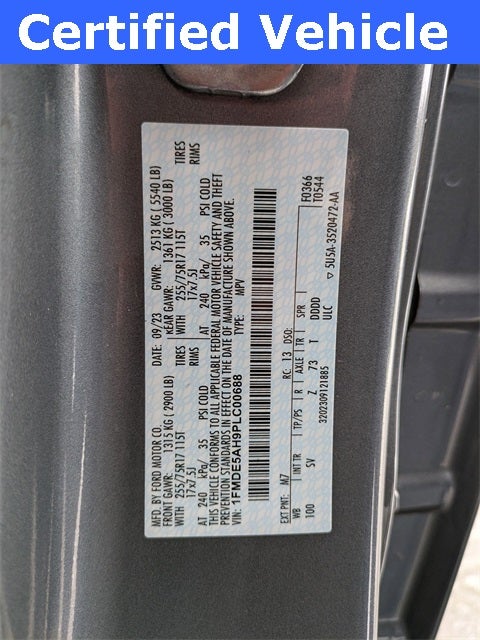 Certified Vehicle
MFD. BY FORD MOTOR CO.
DATE: 09/23 GVWR: 2513 KG ( 5540 LB)
FRONT GAWR: 1315 KG ( 2900 LB) REAR GAWR: 1361 KG ( 3000 LB)
WITH 255/75R17 115T TIRES WITH 255/75R17 115T TIRES
17x7.5J RIMS 17x7.5J RIMS
AT 240 kPa/ 35 PSI COLD AT 240 kPa/ 35 PSI COLD
THIS VEHICLE CONFORMS TO ALL APPLICABLE FEDERAL MOTOR VEHICLE SAFETY AND THEFT
PREVENTION STANDARDS IN EFFECT ON THE DATE OF MANUFACTURE SHOWN ABOVE.
VIN: 1FMDE5AH9PLC00688 TYPE: MPV
F0366
T0544
EXT PNT: M7 RC: 13 DSO:
WB INT TR TP/PS R AXLE TR SPR
100 SV Z 73 T DDDD
ULC
▽ 5U5A-3520472-AA
3202309121885